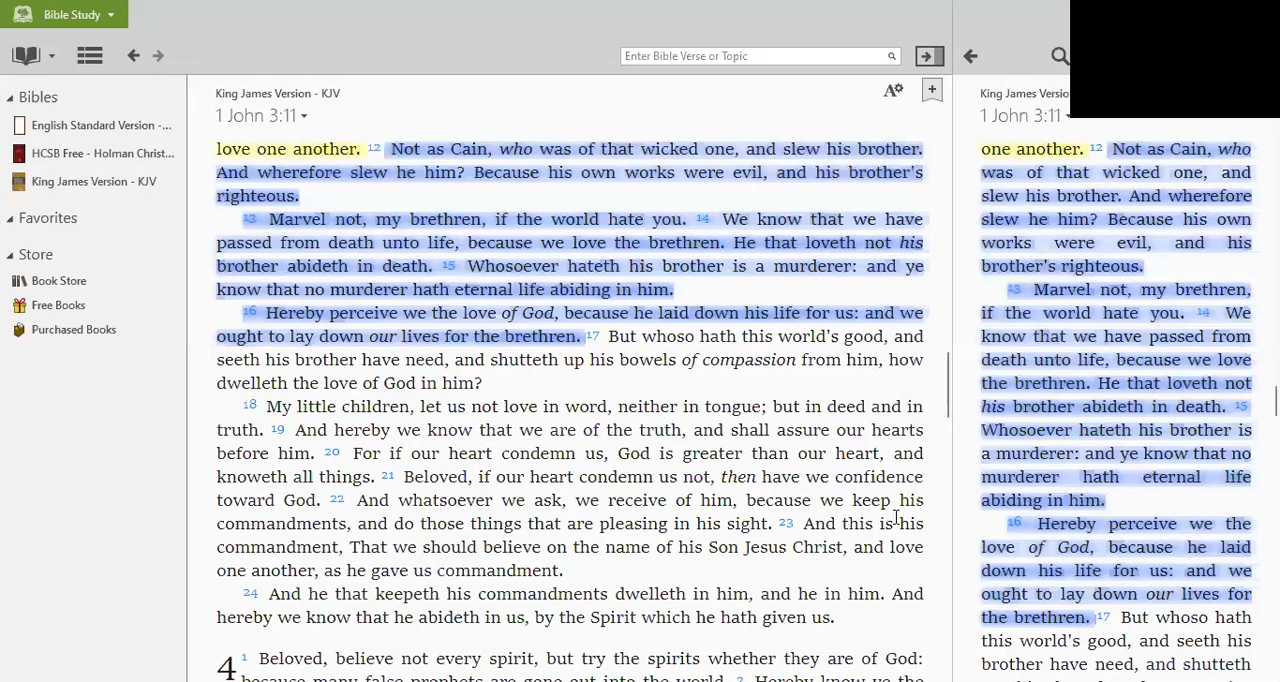 Bible Study
Enter Bible Verse or Topic
Bibles
English Standard Version -...
HCSB Free - Holman Christ...
King James Version - KJV
Favorites
Store
Book Store
Free Books
Purchased Books
King James Version - KJV
1 John 3:11
love one another. 12 Not as Cain, who was of that wicked one, and slew his brother.
And wherefore slew he him? Because his own works were evil, and his brother's
righteous.
13 Marvel not, my brethren, if the world hate you. 14 We know that we have
passed from death unto life, because we love the brethren. He that loveth not his
brother abideth in death. 15 Whosoever hateth his brother is a murderer: and ye
know that no murderer hath eternal life abiding in him.
16 Hereby perceive we the love of God, because he laid down his life for us: and we
ought to lay down our lives for the brethren. 17 But whoso hath this world's good, and
seeth his brother have need, and shutteth up his bowels of compassion from him, how
dwelleth the love of God in him?
18 My little children, let us not love in word, neither in tongue; but in deed and in
truth. 19 And hereby we know that we are of the truth, and shall assure our hearts
before him. 20 For if our heart condemn us, God is greater than our heart, and
knoweth all things. 21 Beloved, if our heart condemn us not, then have we confidence
toward God. 22 And whatsoever we ask, we receive of him, because we keep his
commandments, and do those things that are pleasing in his sight. 23 And this is his
commandment, That we should believe on the name of his Son Jesus Christ, and love
one another, as he gave us commandment.
24 And he that keepeth his commandments dwelleth in him, and he in him. And
hereby we know that he abideth in us, by the Spirit which he hath given us.
4 1 Beloved, believe not every spirit, but try the spirits whether they are of God:
because many false prophets are gone out into the world. 2 Hereby know ye the
King James Versio
1 John 3:11
one another. 12 Not as Cain, who
was of that wicked one, and
slew his brother. And wherefore
slew he him? Because his own
works were evil, and his
brother's righteous.
13 Marvel not, my brethren,
if the world hate you. 14 We
know that we have passed from
death unto life, because we love
the brethren. He that loveth not
his brother abideth in death. 15
Whosoever hateth his brother is
a murderer: and ye know that no
murderer hath eternal life
abiding in him.
16 Hereby perceive we the
love of God, because he laid
down his life for us: and we
ought to lay down our lives for
the brethren. 17 But whoso hath
this world's good, and seeth his
brother have need, and shutteth